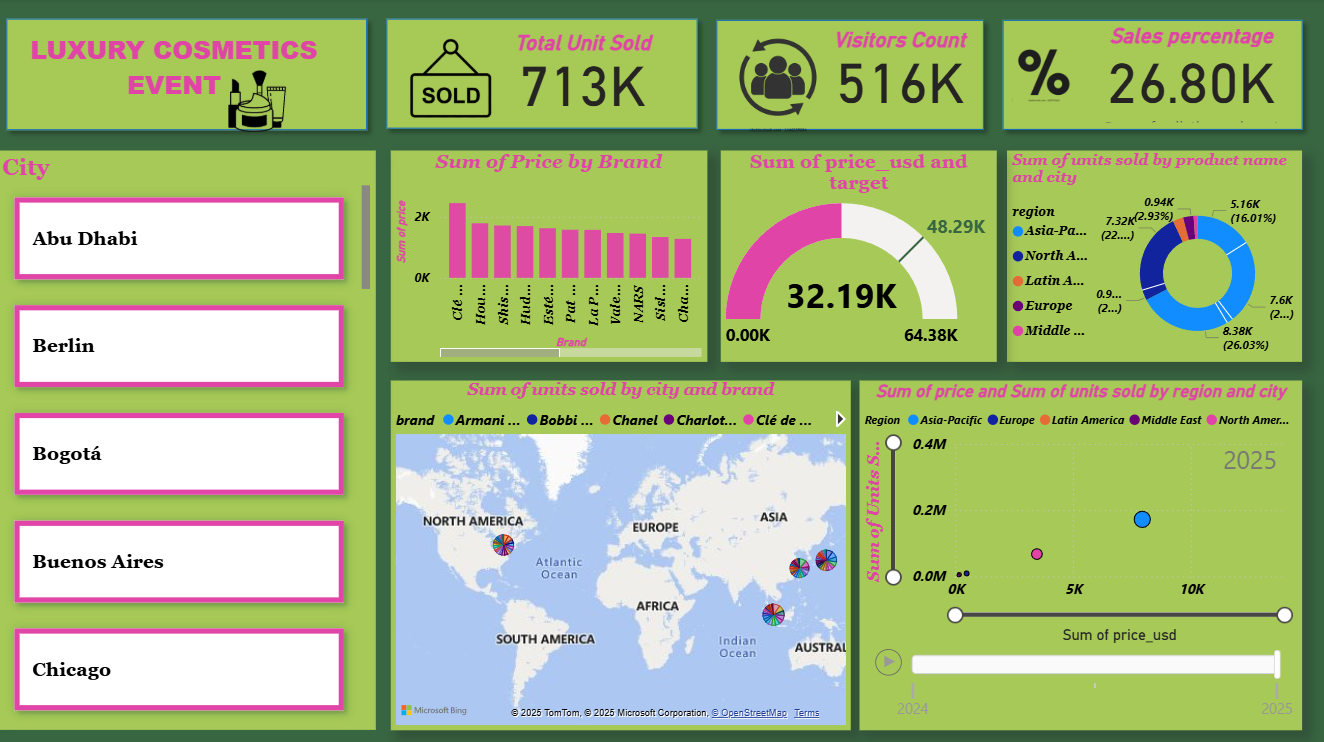 LUXURY COSMETICS
EVENT
SOLD
Total Unit Sold
713K
Visitors Count
516K
%
Sales percentage
26.80K
City
Abu Dhabi
Berlin
Bogotá
Buenos Aires
Chicago
Sum of Price by Brand
Sum of price
2K
0K
Clé ...
Hou...
Shis...
Hud...
Esté...
Pat ...
La P...
Vale...
NARS
Sisl...
Cha...
Brand
Sum of price_usd and
target
48.29K
32.19K
0.00K
64.38K
Sum of units sold by product name
and city
region
Asia-Pa...
North A...
Latin A...
Europe
Middle ...
0.94K
(2.93%)
5.16K
(16.01%)
7.32K
(22....)
0.9...
(2...)
7.6K
(2...)
8.38K
(26.03%)
Sum of units sold by city and brand
brand Armani ... Bobbi ... Chanel Charlot... Clé de ...
NORTH AMERICA
EUROPE
ASIA
Atlantic
Ocean
AFRICA
SOUTH AMERICA
Indian
Ocean
AUSTRAL
Microsoft Bing
© 2025 TomTom, © 2025 Microsoft Corporation, © OpenStreetMap Terms
Sum of price and Sum of units sold by region and city
Region Asia-Pacific Europe Latin America Middle East North Amer...
Sum of Units S...
0.4M
2025
0.2M
0.0M
0K
5K
10K
Sum of price_usd
2024
2025